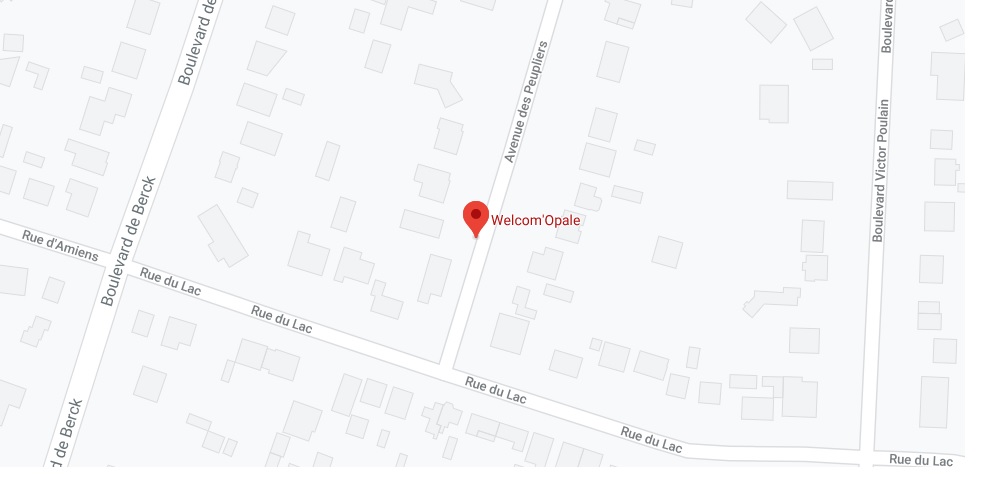 Boulevard de
Boulevard
Avenue des Peupliers
Boulevard Victor Poulain
Boulevard de Berck
Welcom'Opale
Rue d'Amiens
Rue du Lac
Rue du Lac
Rue du Lac
Rue du Lac
Rue du Lac
d de Berck